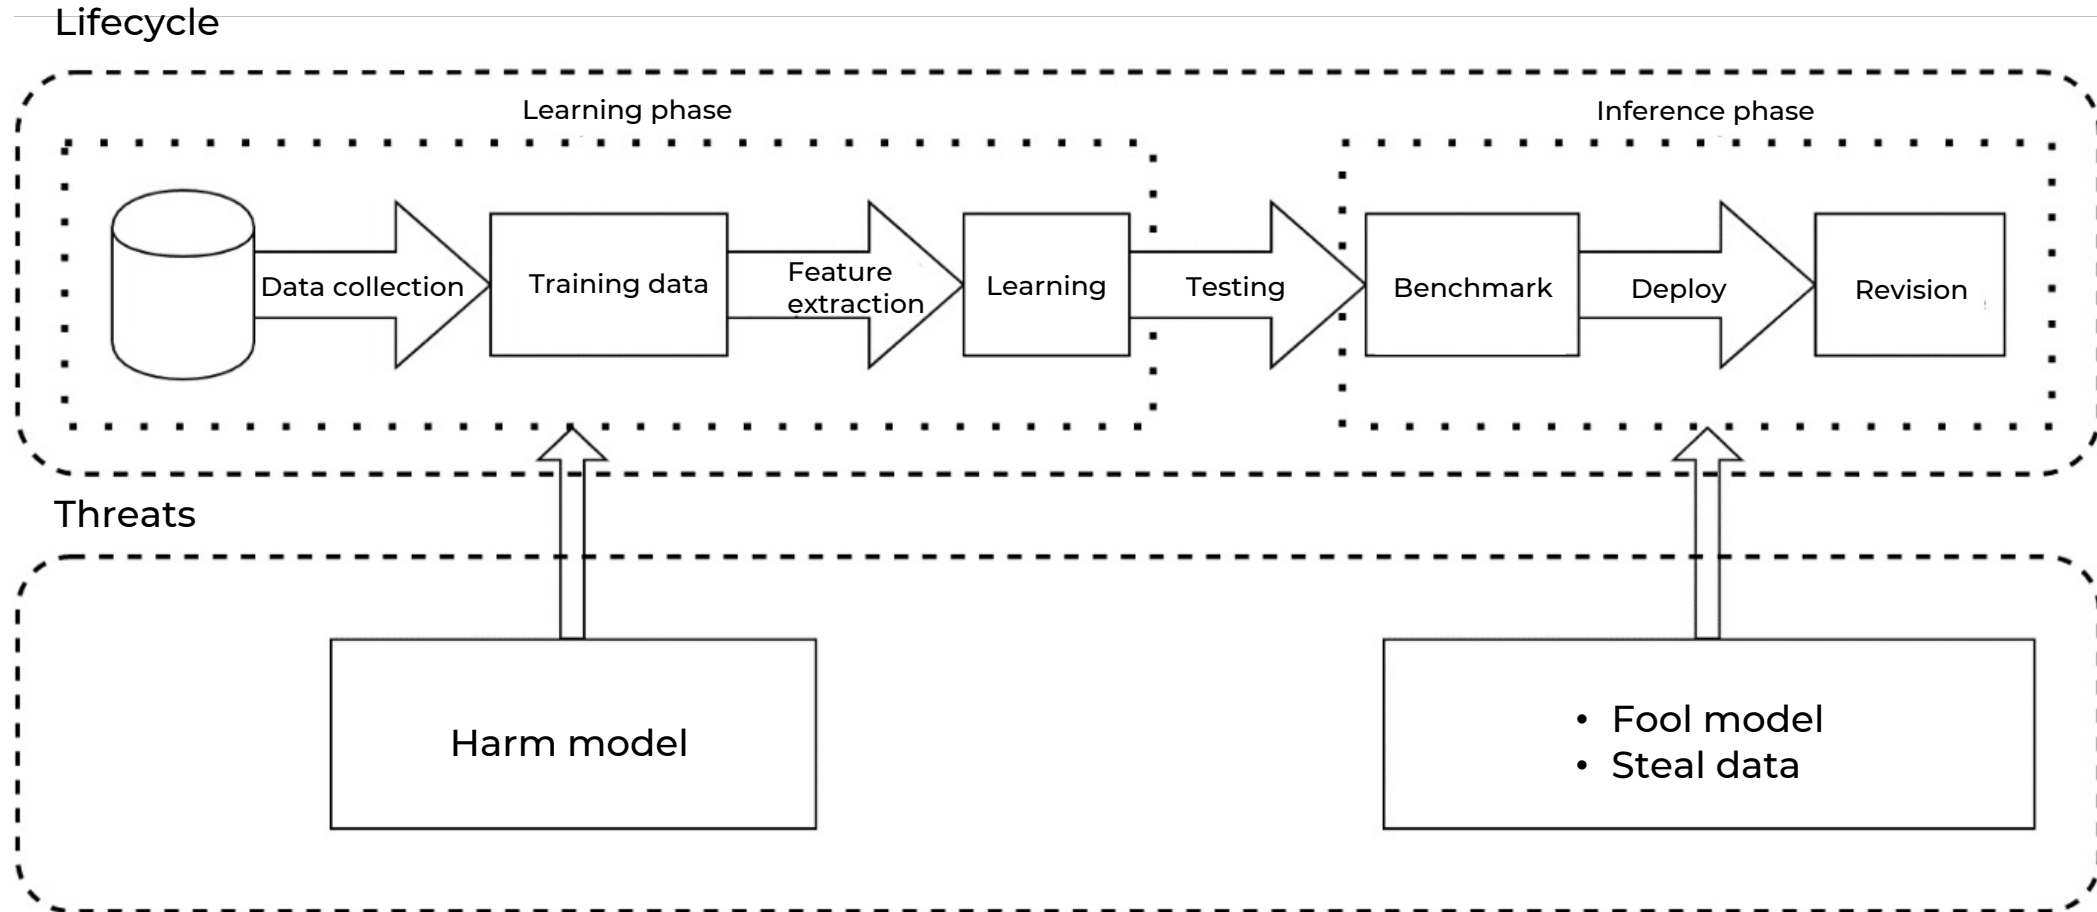 Lifecycle
Learning phase
Inference phase
Data collection
Training data
Feature
extraction
Learning
Testing
Benchmark
Deploy
Revision
Threats
Harm model
• Fool model
• Steal data